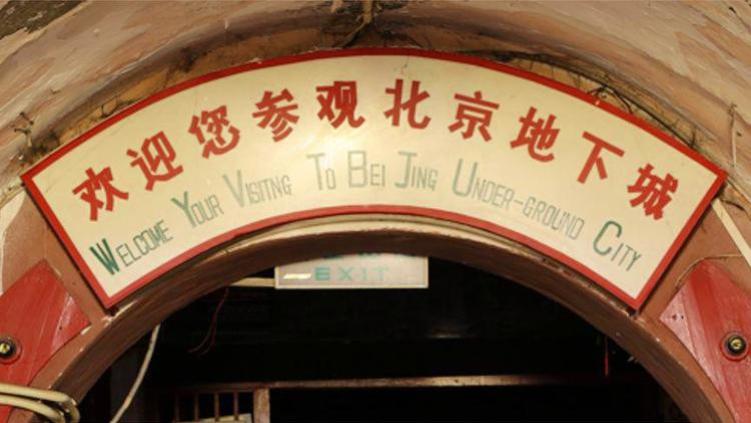 欢迎您参观北京地下城
WELCOME YOUR VISITNG TO BEI JING UNDER-GROUND CITY
EXIT